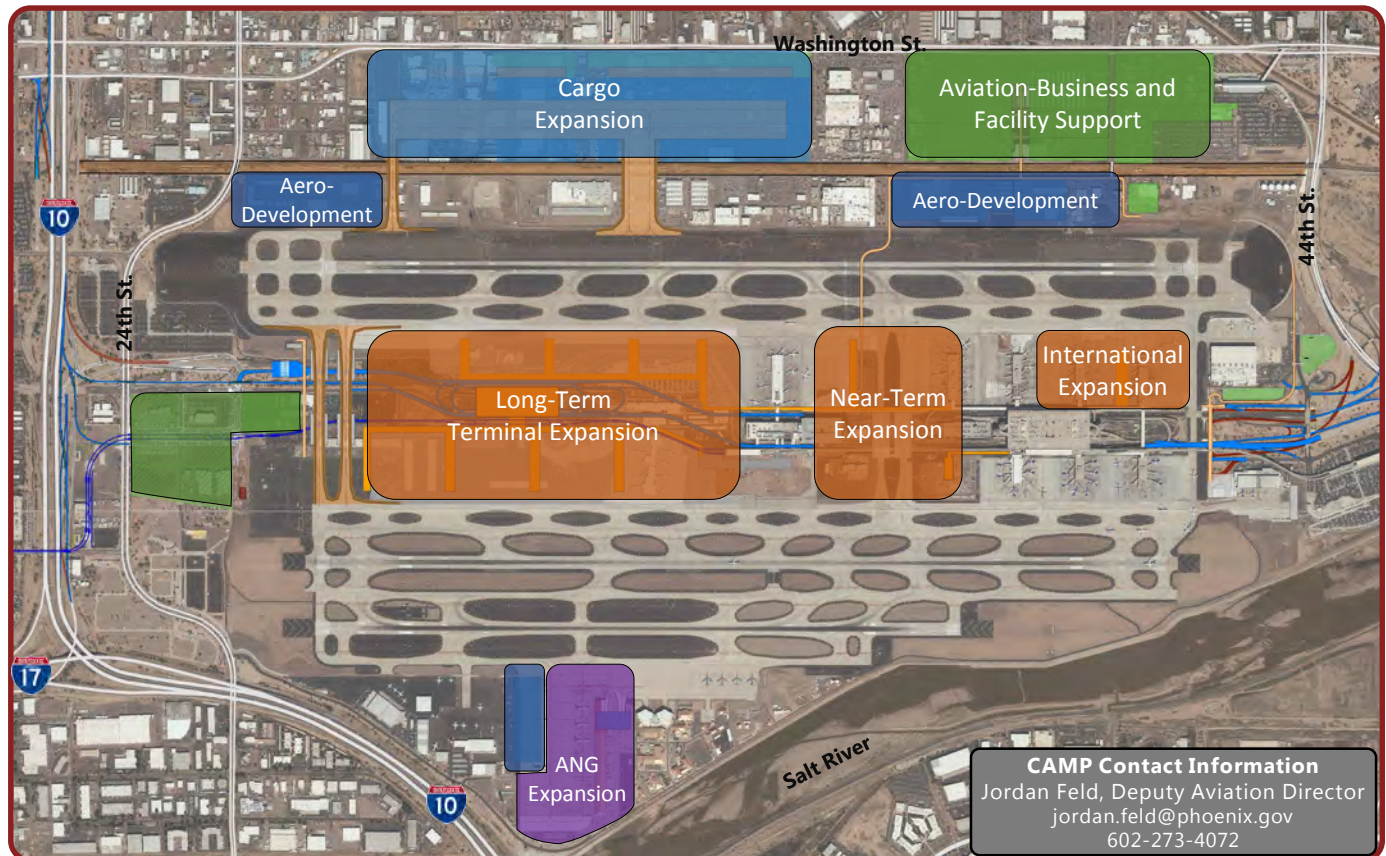 Washington St.
Cargo
Expansion
Aviation-Business and
Facility Support
Aero-
Development
Aero-Development
10
24th St.
44th St.
Long-Term
Terminal Expansion
Near-Term
Expansion
International
Expansion
17
10
ANG
Expansion
Salt River
CAMP Contact Information
Jordan Feld, Deputy Aviation Director
jordan.feld@phoenix.gov
602-273-4072